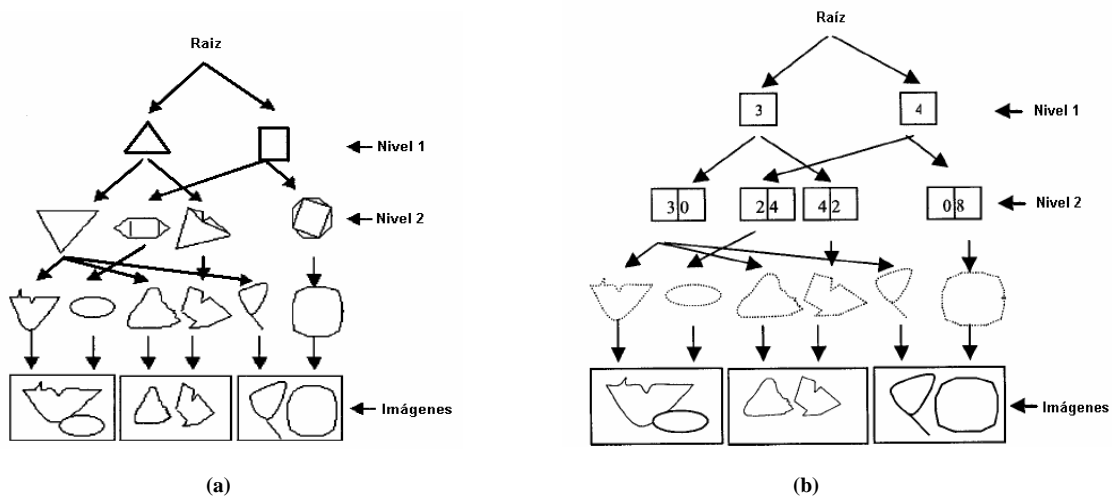 Raiz
Nivel 1
Nivel 2
Imágenes
(a)
Raíz
3
4
Nivel 1
3 0
2 4
4 2
0 8
Nivel 2
Imágenes
(b)